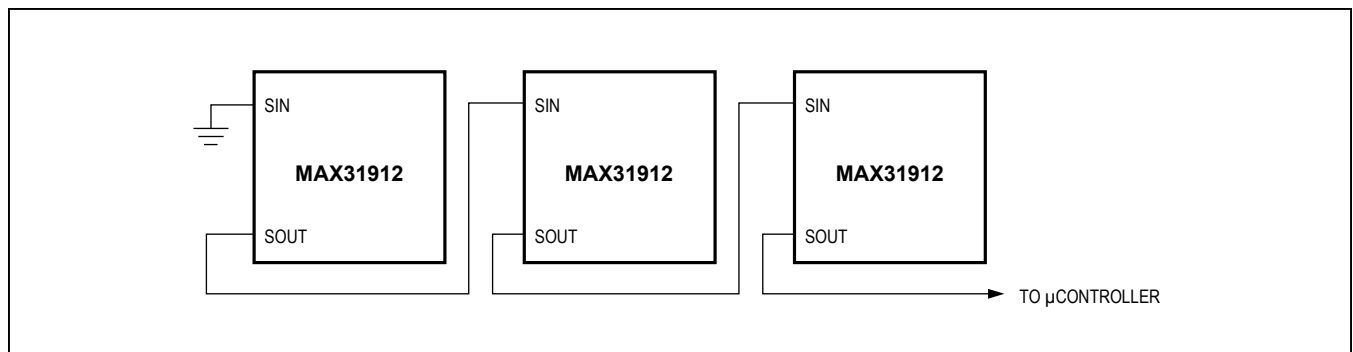 SIN
MAX31912
SOUT
SIN
MAX31912
SOUT
SIN
MAX31912
SOUT
TO µCONTROLLER